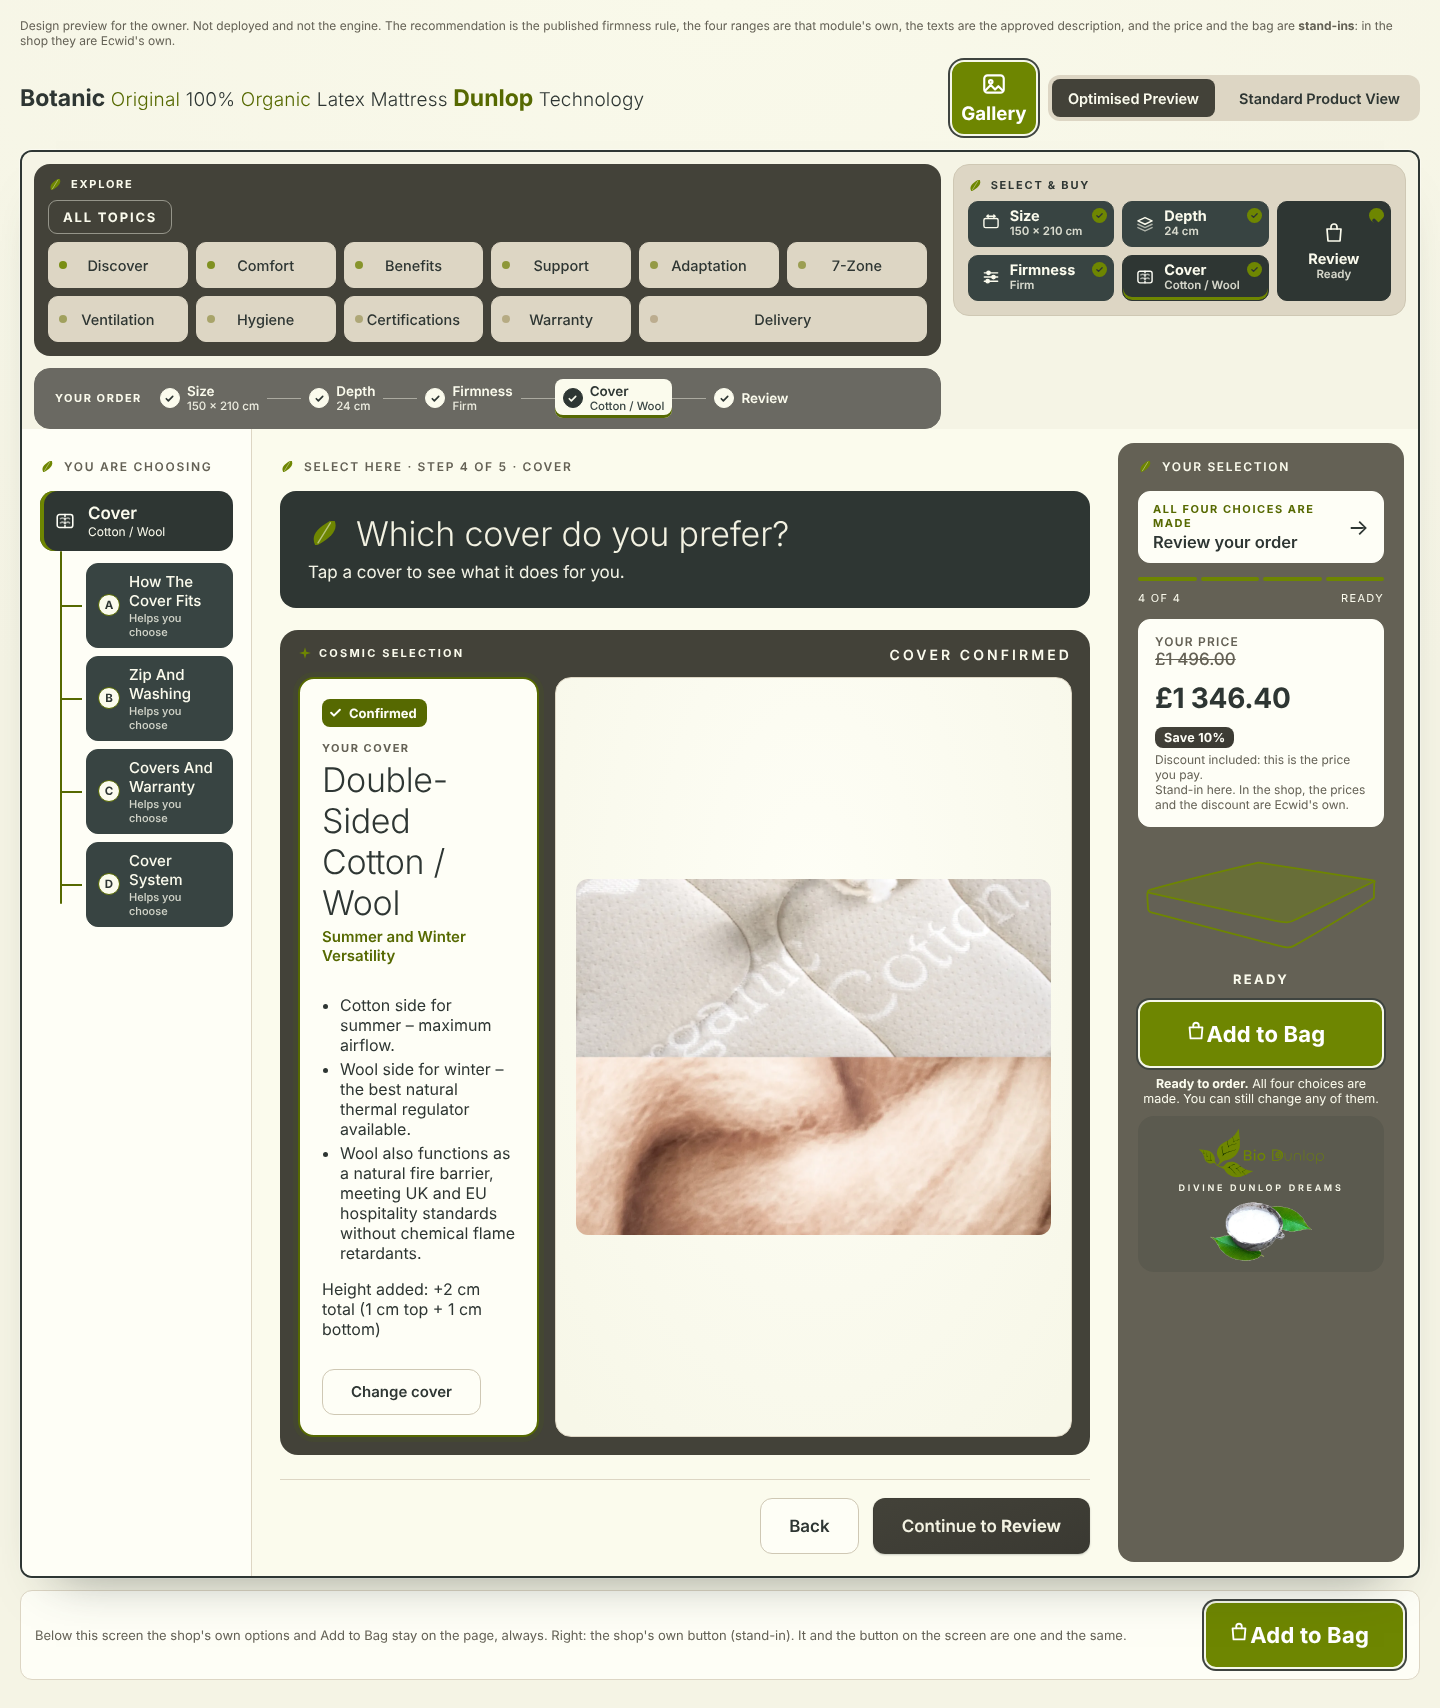 Design preview for the owner. Not deployed and not the engine. The recommendation is the published firmness rule, the four ranges are that module's own, the texts are the approved description, and the price and the bag are stand-ins: in the
shop they are Ecwid's own.
Botanic Original 100% Organic Latex Mattress Dunlop Technology
Gallery
Optimised Preview
Standard Product View
EXPLORE
ALL TOPICS
Discover
Comfort
Benefits
Support
Adaptation
7-Zone
Ventilation
Hygiene
Certifications
Warranty
Delivery
SELECT & BUY
Size
150 × 210 cm
Depth
24 cm
Firmness
Firm
Cover
Cotton / Wool
Review
Ready
YOUR ORDER
Size
150 × 210 cm
Depth
24 cm
Firmness
Firm
Cover
Cotton / Wool
Review
YOU ARE CHOOSING
Cover
Cotton / Wool
A
How The
Cover Fits
Helps you
choose
B
Zip And
Washing
Helps you
choose
C
Covers And
Warranty
Helps you
choose
D
Cover
System
Helps you
choose
SELECT HERE · STEP 4 OF 5 · COVER
Which cover do you prefer?
Tap a cover to see what it does for you.
COSMIC SELECTION
COVER CONFIRMED
Confirmed
YOUR COVER
Double-
Sided
Cotton /
Wool
Summer and Winter
Versatility
• Cotton side for
summer – maximum
airflow.
• Wool side for winter –
the best natural
thermal regulator
available.
• Wool also functions as
a natural fire barrier,
meeting UK and EU
hospitality standards
without chemical flame
retardants.
Height added: +2 cm
total (1 cm top + 1 cm
bottom)
Change cover
Cotton
Back
Continue to Review
YOUR SELECTION
ALL FOUR CHOICES ARE
MADE
Review your order
4 OF 4
READY
YOUR PRICE
£1 496.00
£1 346.40
Save 10%
Discount included: this is the price
you pay.
Stand-in here. In the shop, the prices
and the discount are Ecwid's own.
READY
Add to Bag
Ready to order. All four choices are
made. You can still change any of them.
Bio Dunlop
DIVINE DUNLOP DREAMS
Below this screen the shop's own options and Add to Bag stay on the page, always. Right: the shop's own button (stand-in). It and the button on the screen are one and the same.
Add to Bag